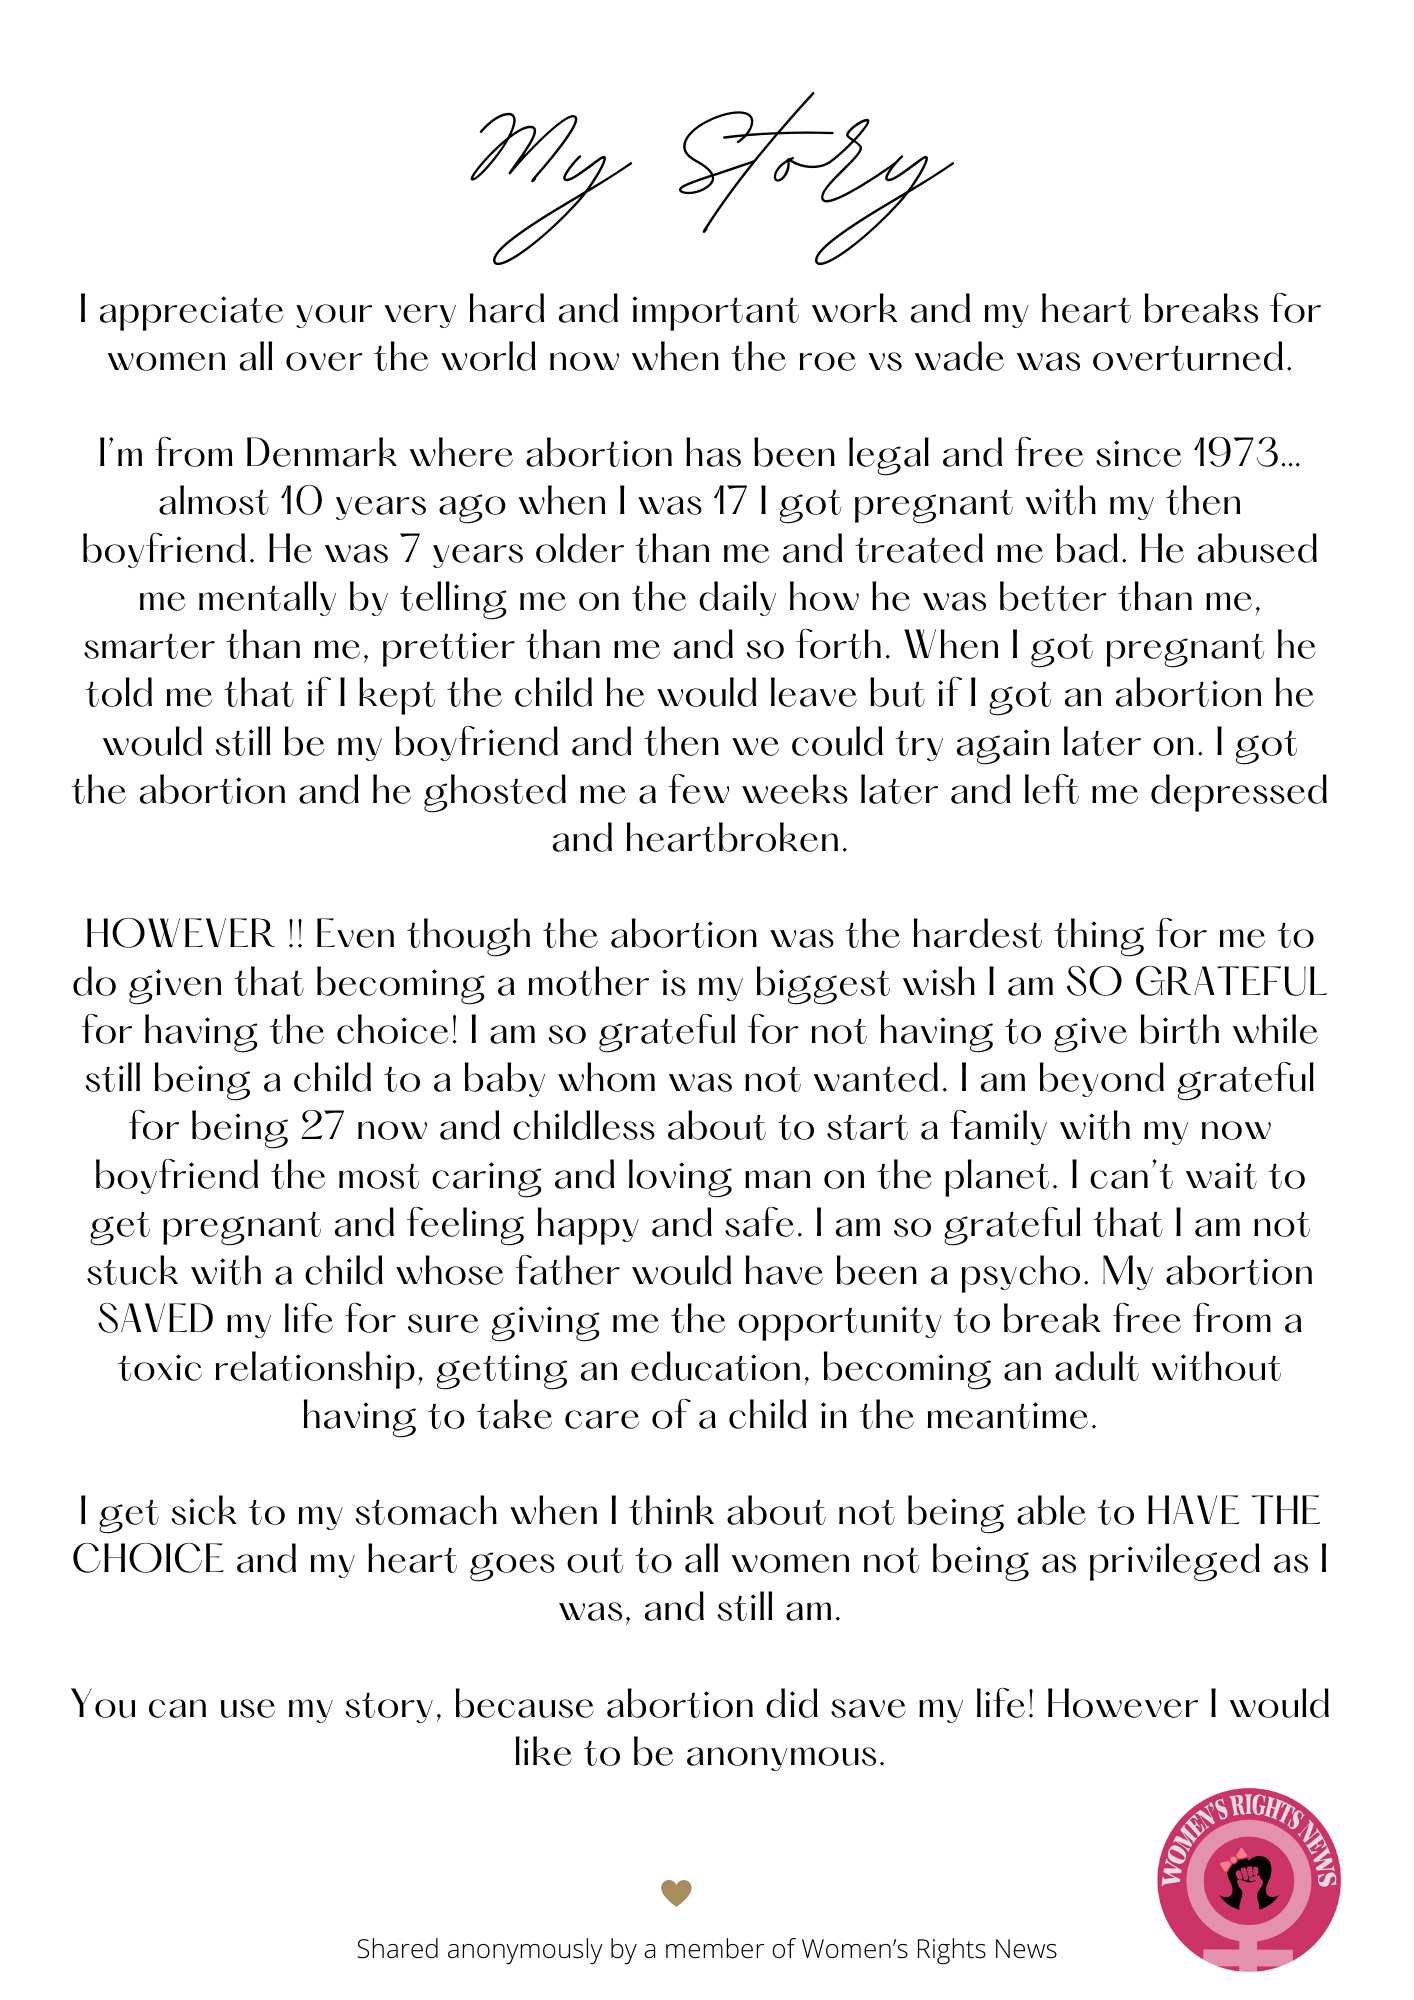 My Story
I appreciate your very hard and important work and my heart breaks for
women all over the world now when the roe vs wade was overturned.
I'm from Denmark where abortion has been legal and free since 1973...
almost 10 years ago when I was 17 I got pregnant with my then
boyfriend. He was 7 years older than me and treated me bad. He abused
me mentally by telling me on the daily how he was better than me,
smarter than me, prettier than me and so forth. When I got pregnant he
told me that if I kept the child he would leave but if I got an abortion he
would still be my boyfriend and then we could try again later on. I got
the abortion and he ghosted me a few weeks later and left me depressed
and heartbroken.
HOWEVER !! Even though the abortion was the hardest thing for me to
do given that becoming a mother is my biggest wish I am SO GRATEFUL
for having the choice! I am so grateful for not having to give birth while
still being a child to a baby whom was not wanted. I am beyond grateful
for being 27 now and childless about to start a family with my now
boyfriend the most caring and loving man on the planet. I can't wait to
get pregnant and feeling happy and safe. I am so grateful that I am not
stuck with a child whose father would have been a psycho. My abortion
SAVED my life for sure giving me the opportunity to break free from a
toxic relationship, getting an education, becoming an adult without
having to take care of a child in the meantime.
I get sick to my stomach when I think about not being able to HAVE THE
CHOICE and my heart goes out to all women not being as privileged as I
was, and still am.
You can use my story, because abortion did save my life! However I would
like to be anonymous.
WOMEN'S RIGHTS NEWS
Shared anonymously by a member of Women's Rights News